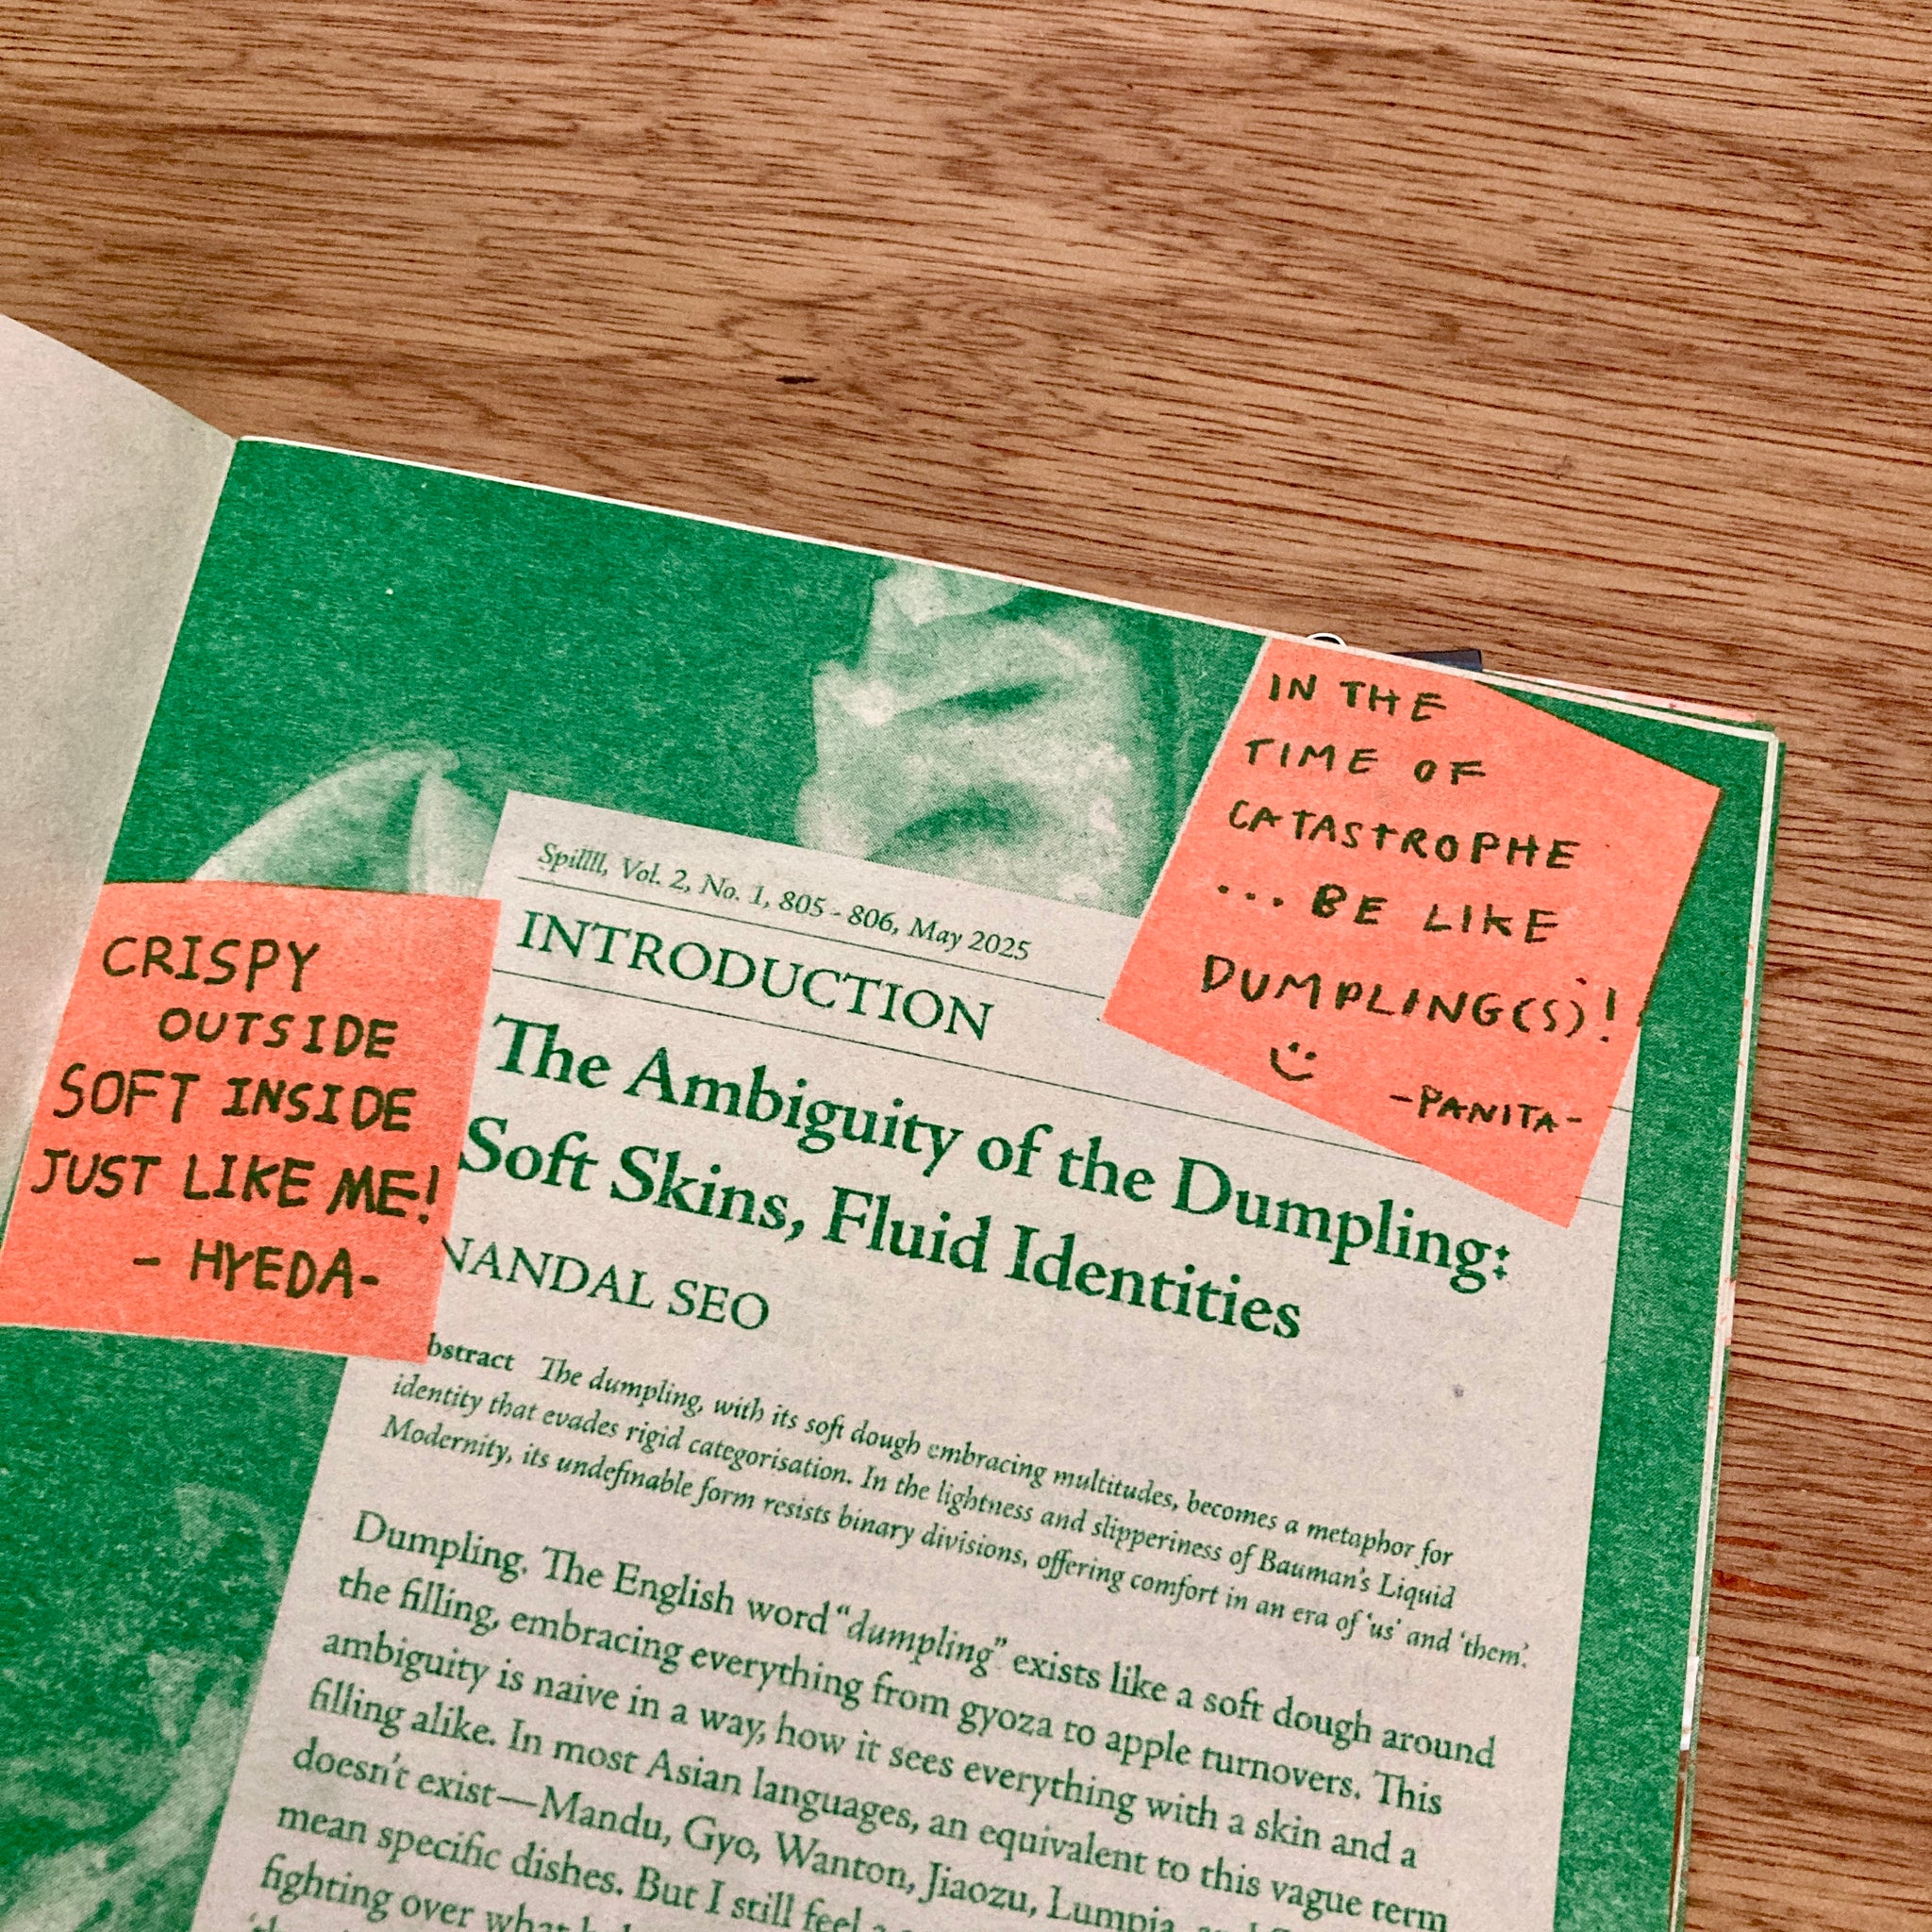 IN THE
TIME OF
CATASTROPHE
... BE LIKE
DUMPLING(S)!
-PANITA-
CRISPY
OUTSIDE
SOFT INSIDE
JUST LIKE ME!
- HYEDA-
Spillll, Vol. 2, No. 1, 805 - 806, May 2025
INTRODUCTION
The Ambiguity of the Dumpling:
Soft Skins, Fluid Identities
NANDAL SEO
bstract The dumpling, with its soft dough embracing multitudes, becomes a metaphor for
identity that evades rigid categorisation. In the lightness and slipperiness of Bauman's Liquid
Modernity, its undefinable form resists binary divisions, offering comfort in an era of 'us' and 'them'.
Dumpling. The English word “dumpling” exists like a soft dough around
the filling, embracing everything from gyoza to apple turnovers. This
ambiguity is naive in a way, how it sees everything with a skin and a
filling alike. In most Asian languages, an equivalent to this vague term
doesn't exist—Mandu, Gyo, Wanton, Jiaozu, Lumpia,
mean specific dishes. But I still feel
fighting over what